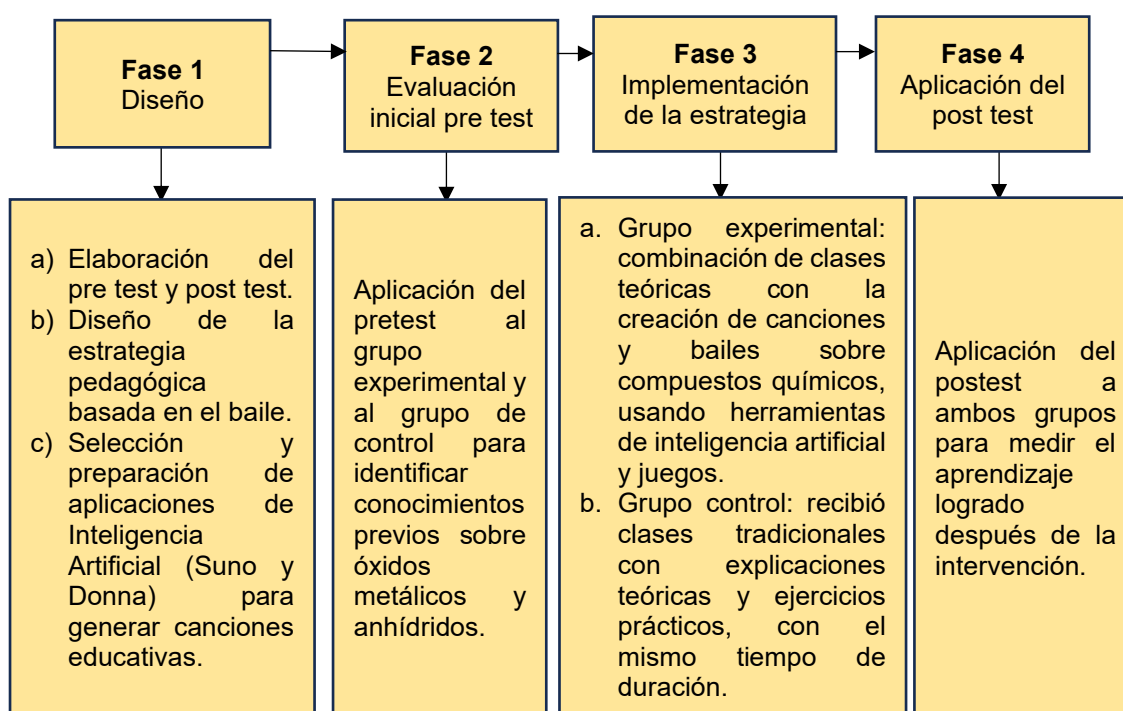 Fase 1
Diseño
Fase 2
Evaluación
inicial pre test
Fase 3
Implementación
de la estrategia
Fase 4
Aplicación del
post test
a) Elaboración del
pre test y post test.
b) Diseño de la
estrategia
pedagógica
basada en el baile.
c) Selección y
preparación de
aplicaciones de
Inteligencia
Artificial (Suno y
Donna) para
generar canciones
educativas.
Aplicación del
pretest al
grupo
experimental y
al grupo de
control para
identificar
conocimientos
previos sobre
óxidos
metálicos y
anhídridos.
a. Grupo experimental:
combinación de clases
teóricas con la
creación de canciones
y bailes sobre
compuestos químicos,
usando herramientas
de inteligencia artificial
y juegos.
b. Grupo control: recibió
clases tradicionales
con explicaciones
teóricas y ejercicios
prácticos, con el
mismo tiempo de
duración.
Aplicación del
postest a
ambos grupos
para medir el
aprendizaje
logrado
después de la
intervención.